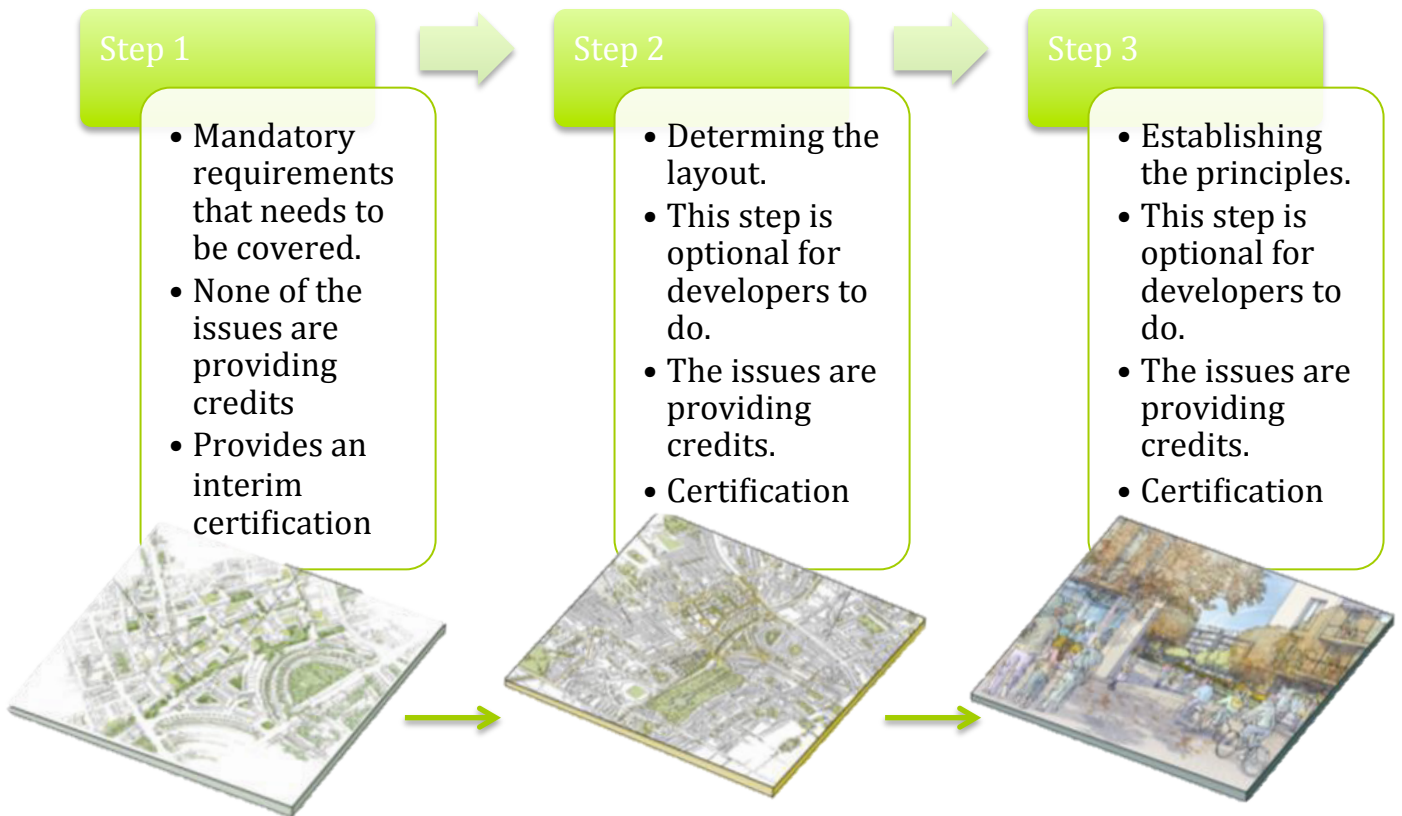 Step 1
• Mandatory
requirements
that needs to
be covered.
• None of the
issues are
providing
credits
• Provides an
interim
certification
Step 2
• Determing the
layout.
• This step is
optional for
developers to
do.
• The issues are
providing
credits.
• Certification
Step 3
• Establishing
the principles.
• This step is
optional for
developers to
do.
• The issues are
providing
credits.
• Certification